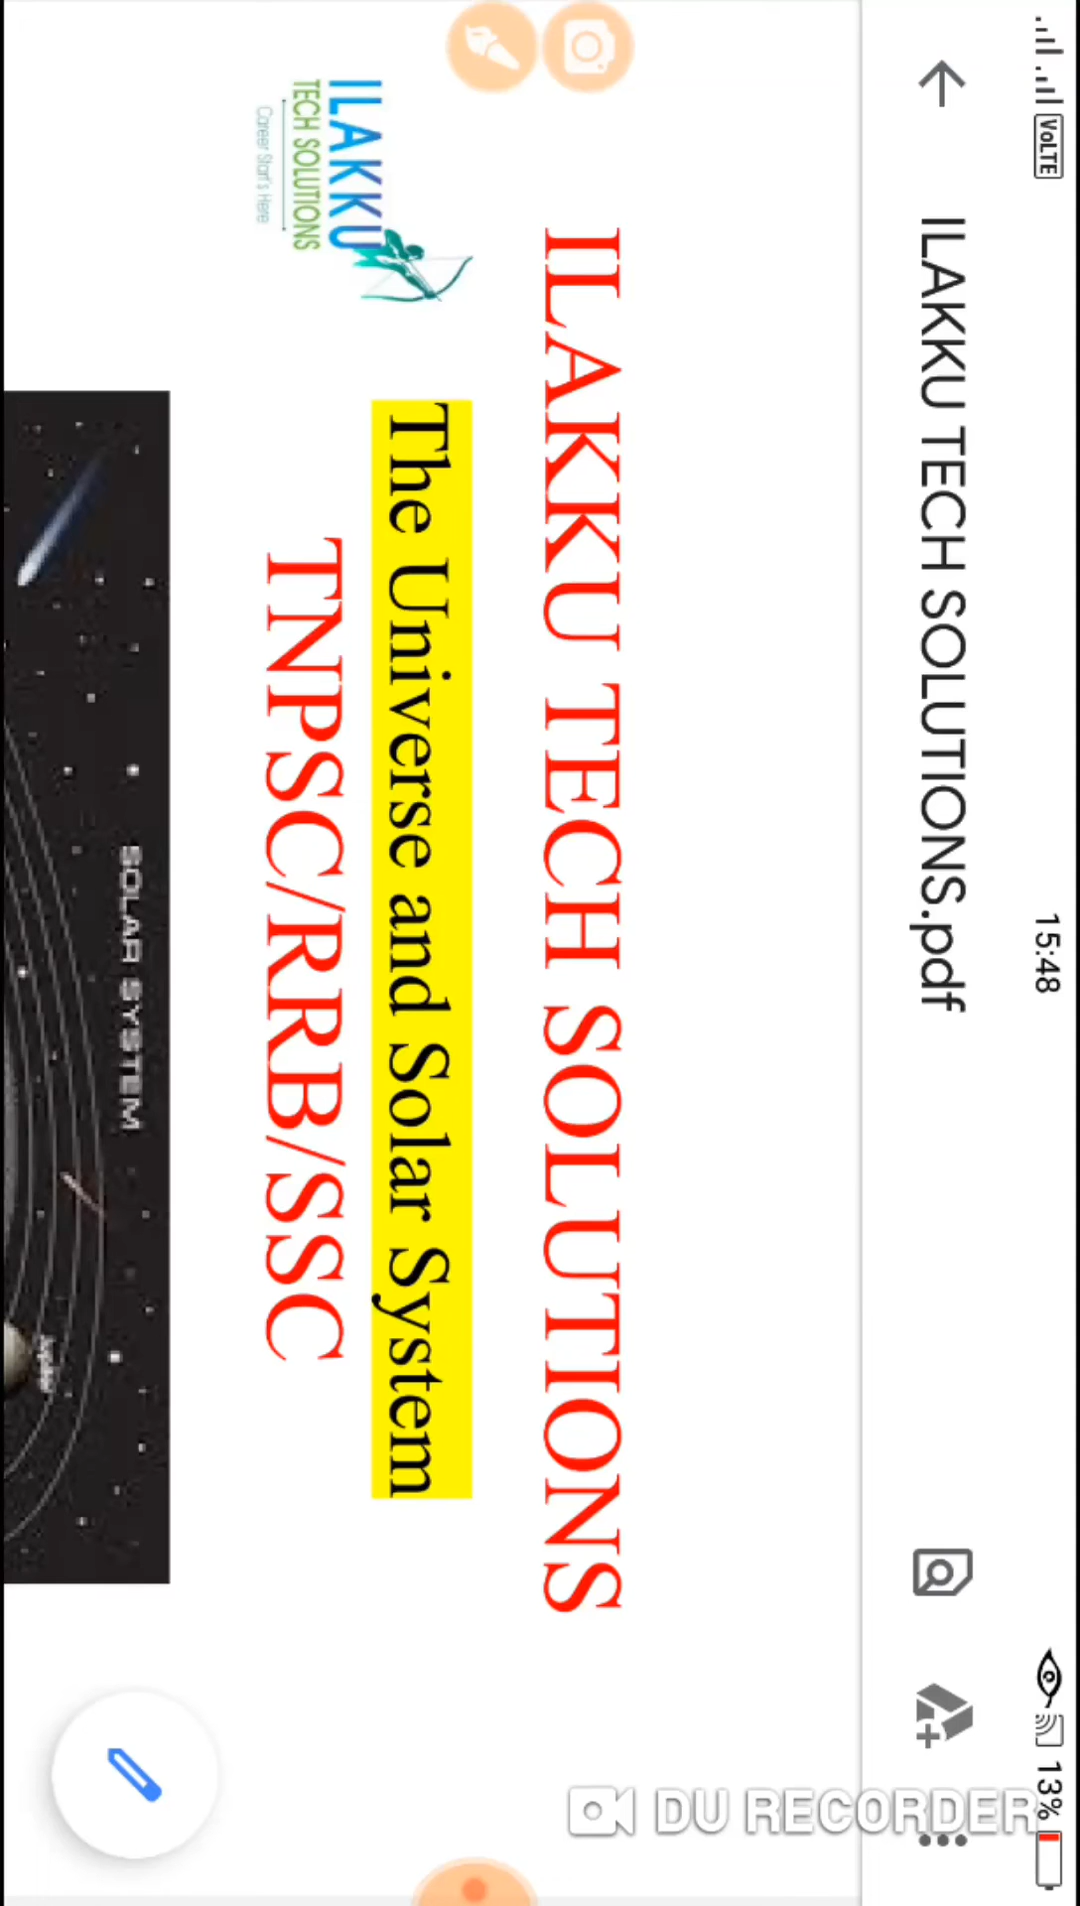 VoLTE
15:48
13%
ILAKKU TECH SOLUTIONS.pdf
ILAKKU TECH SOLUTIONS
ILAKKU
TECH SOLUTIONS
Career Start's Here
The Universe and Solar System
TNPSC/RRB/SSC
SOLAR SYSTEM
Jupiter
DU RECORDER